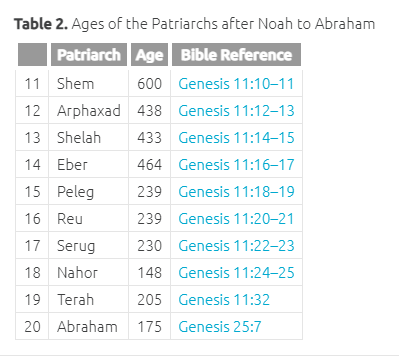 Table 2. Ages of the Patriarchs after Noah to Abraham
Patriarch Age Bible Reference
11 Shem 600 Genesis 11:10–11
12 Arphaxad 438 Genesis 11:12–13
13 Shelah 433 Genesis 11:14–15
14 Eber 464 Genesis 11:16–17
15 Peleg 239 Genesis 11:18–19
16 Reu 239 Genesis 11:20–21
17 Serug 230 Genesis 11:22–23
18 Nahor 148 Genesis 11:24–25
19 Terah 205 Genesis 11:32
20 Abraham 175 Genesis 25:7